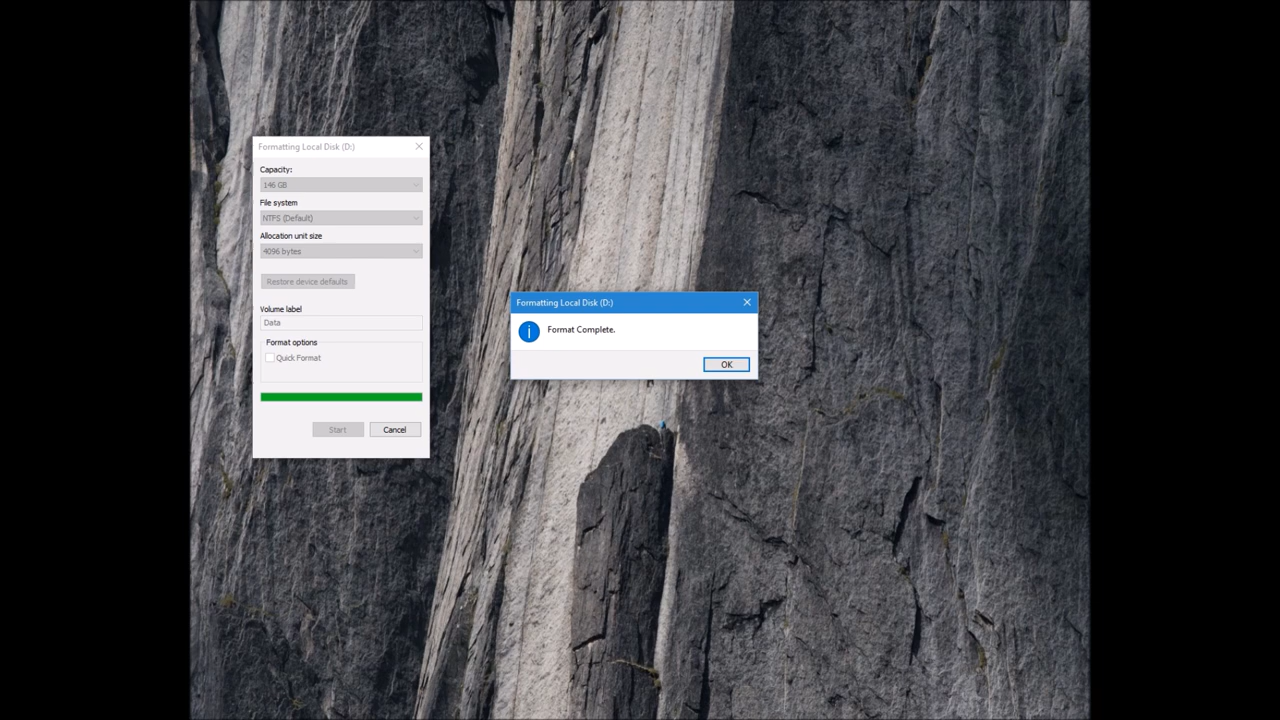 Formatting Local Disk (D:)
Capacity:
146 GB
File system
NTFS (Default)
Allocation unit size
4096 bytes
Restore device defaults
Volume label
Data
Format options
Quick Format
Start
Cancel
Formatting Local Disk (D:)
Format Complete.
OK